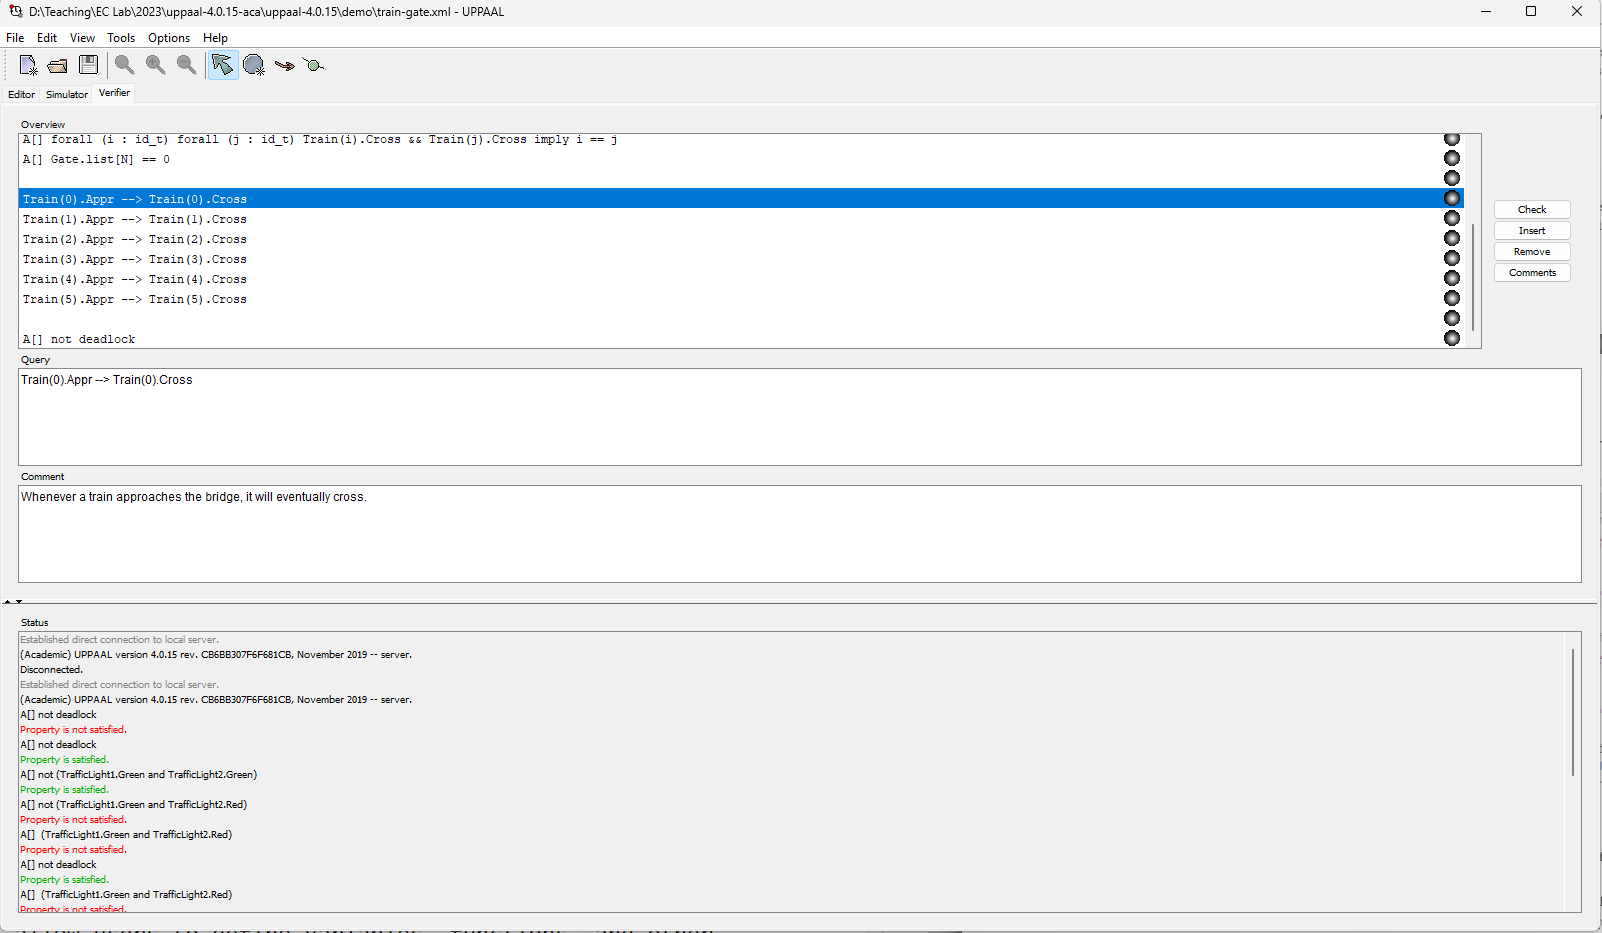 D:\Teaching\EC Lab\2023\uppaal-4.0.15-aca\uppaal-4.0.15\demo\train-gate.xml - UPPAAL
File Edit View Tools Options Help
Editor Simulator Verifier
Overview
A[] forall (i : id_t) forall (j : id_t) Train(i).Cross && Train(j).Cross imply i == j
A[] Gate.list[N] == 0
Train(0).Appr --> Train(0).Cross
Train(1).Appr --> Train(1).Cross
Train(2).Appr --> Train(2).Cross
Train(3).Appr --> Train(3).Cross
Train(4).Appr --> Train(4).Cross
Train(5).Appr --> Train(5).Cross
A[] not deadlock
Check
Insert
Remove
Comments
Query
Train(0).Appr --> Train(0).Cross
Comment
Whenever a train approaches the bridge, it will eventually cross.
Status
Established direct connection to local server.
(Academic) UPPAAL version 4.0.15 rev. CB6BB307F6F681CB, November 2019 -- server.
Disconnected.
Established direct connection to local server.
(Academic) UPPAAL version 4.0.15 rev. CB6BB307F6F681CB, November 2019 -- server.
A[] not deadlock
Property is not satisfied.
A[] not deadlock
Property is satisfied.
A[] not (TrafficLight1.Green and TrafficLight2.Green)
Property is satisfied.
A[] not (TrafficLight1.Green and TrafficLight2.Red)
Property is not satisfied.
A[] (TrafficLight1.Green and TrafficLight2.Red)
Property is not satisfied.
A[] not deadlock
Property is satisfied.
A[] (TrafficLight1.Green and TrafficLight2.Red)
Property is not satisfied.